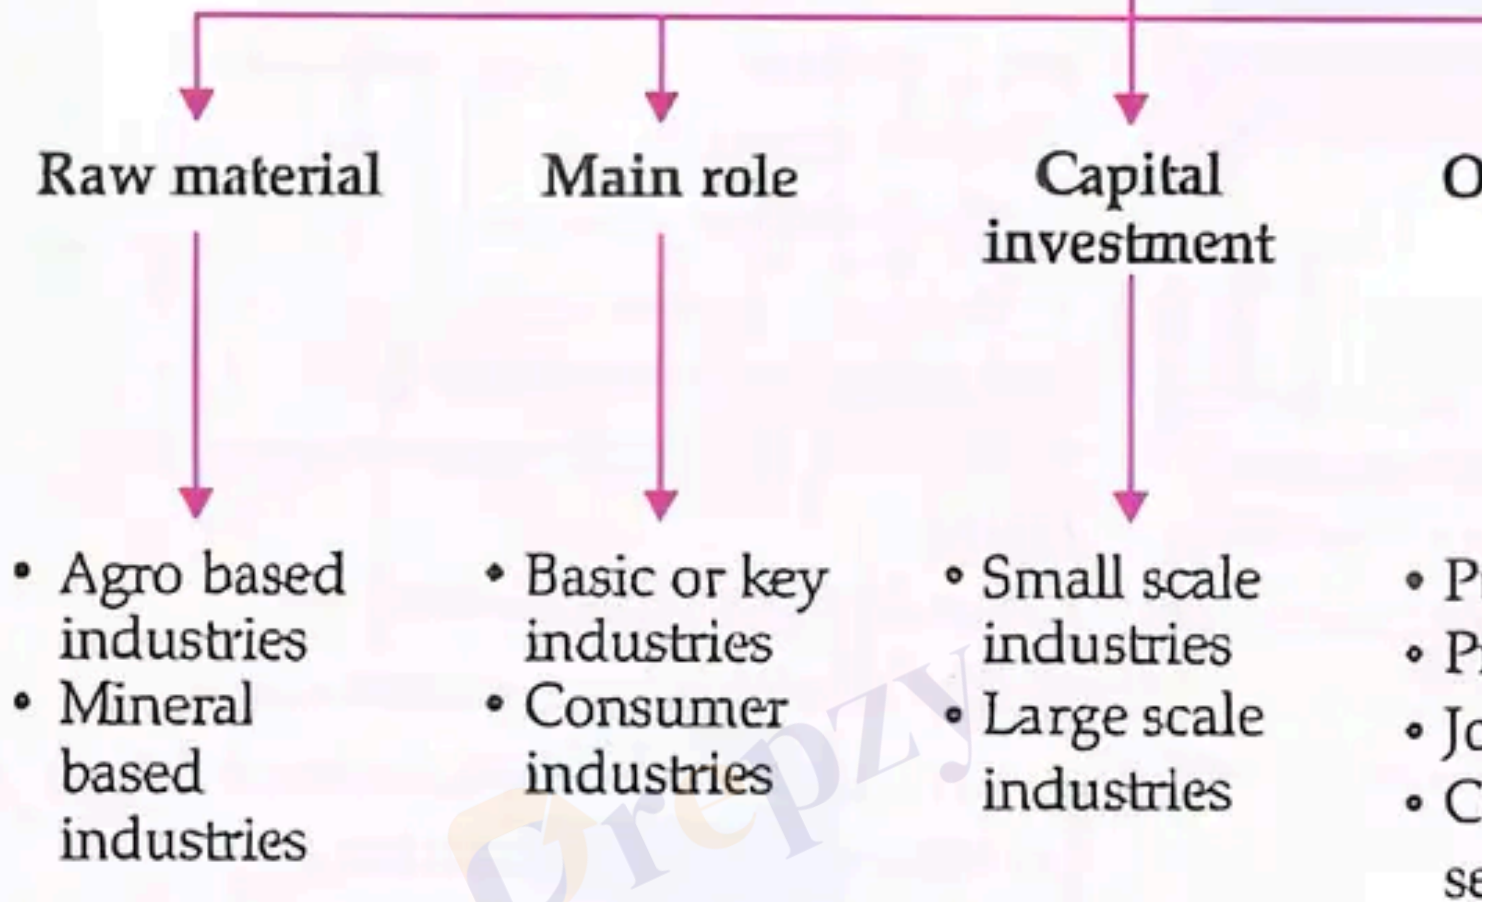 Raw material
Main role
Capital
investment
• Agro based
industries
• Mineral
based
industries
• Basic or key
industries
• Consumer
industries
• Small scale
industries
• Large scale
industries
repzy